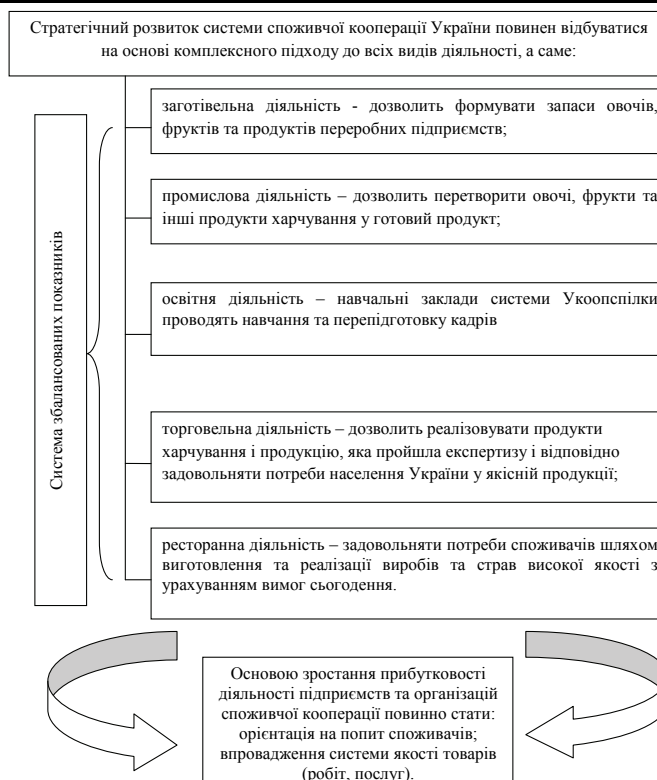 Стратегічний розвиток системи споживчої кооперації України повинен відбуватися
на основі комплексного підходу до всіх видів діяльності, а саме:
Система збалансованих показників
заготівельна діяльність - дозволить формувати запаси овочів,
фруктів та продуктів переробних підприємств;
промислова діяльність – дозволить перетворити овочі, фрукти та
інші продукти харчування у готовий продукт;
освітня діяльність – навчальні заклади системи Укоопспілки
проводять навчання та перепідготовку кадрів
торговельна діяльність – дозволить реалізовувати продукти
харчування і продукцію, яка пройшла експертизу і відповідно
задовольняти потреби населення України у якісній продукції;
ресторанна діяльність – задовольняти потреби споживачів шляхом
виготовлення та реалізації виробів та страв високої якості з
урахуванням вимог сьогодення.
Основою зростання прибутковості
діяльності підприємств та організацій
споживчої кооперації повинно стати:
орієнтація на попит споживачів;
впровадження системи якості товарів
(робіт, послуг).